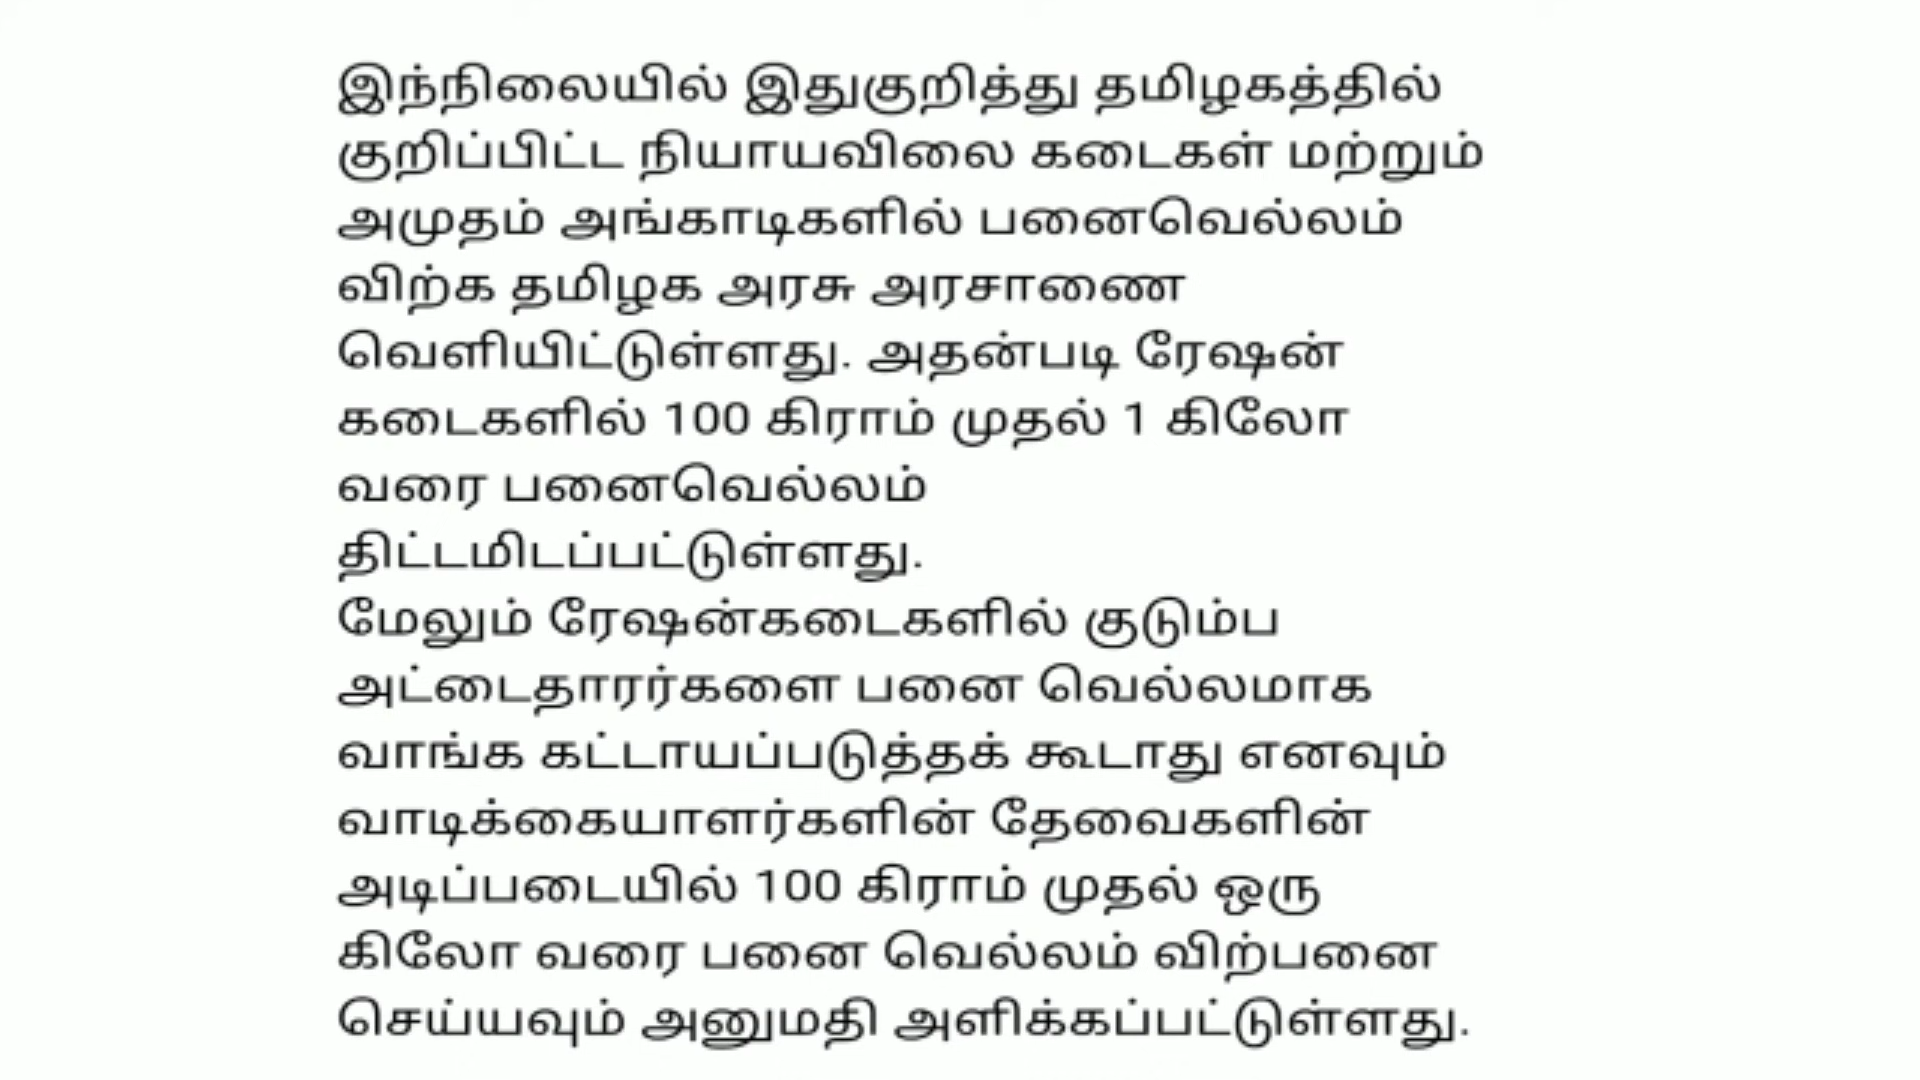 இந்நிலையில் இதுகுறித்து தமிழகத்தில்
குறிப்பிட்ட நியாயவிலை கடைகள் மற்றும்
அமுதம் அங்காடிகளில் பனைவெல்லம்
விற்க தமிழக அரசு அரசாணை
வெளியிட்டுள்ளது. அதன்படி ரேஷன்
கடைகளில் 100 கிராம் முதல் 1 கிலோ
வரை பனைவெல்லம்
திட்டமிடப்பட்டுள்ளது.
மேலும் ரேஷன்கடைகளில் குடும்ப
அட்டைதாரர்களை பனை வெல்லமாக
வாங்க கட்டாயப்படுத்தக் கூடாது எனவும்
வாடிக்கையாளர்களின் தேவைகளின்
அடிப்படையில் 100 கிராம் முதல் ஒரு
கிலோ வரை பனை வெல்லம் விற்பனை
செய்யவும் அனுமதி அளிக்கப்பட்டுள்ளது.